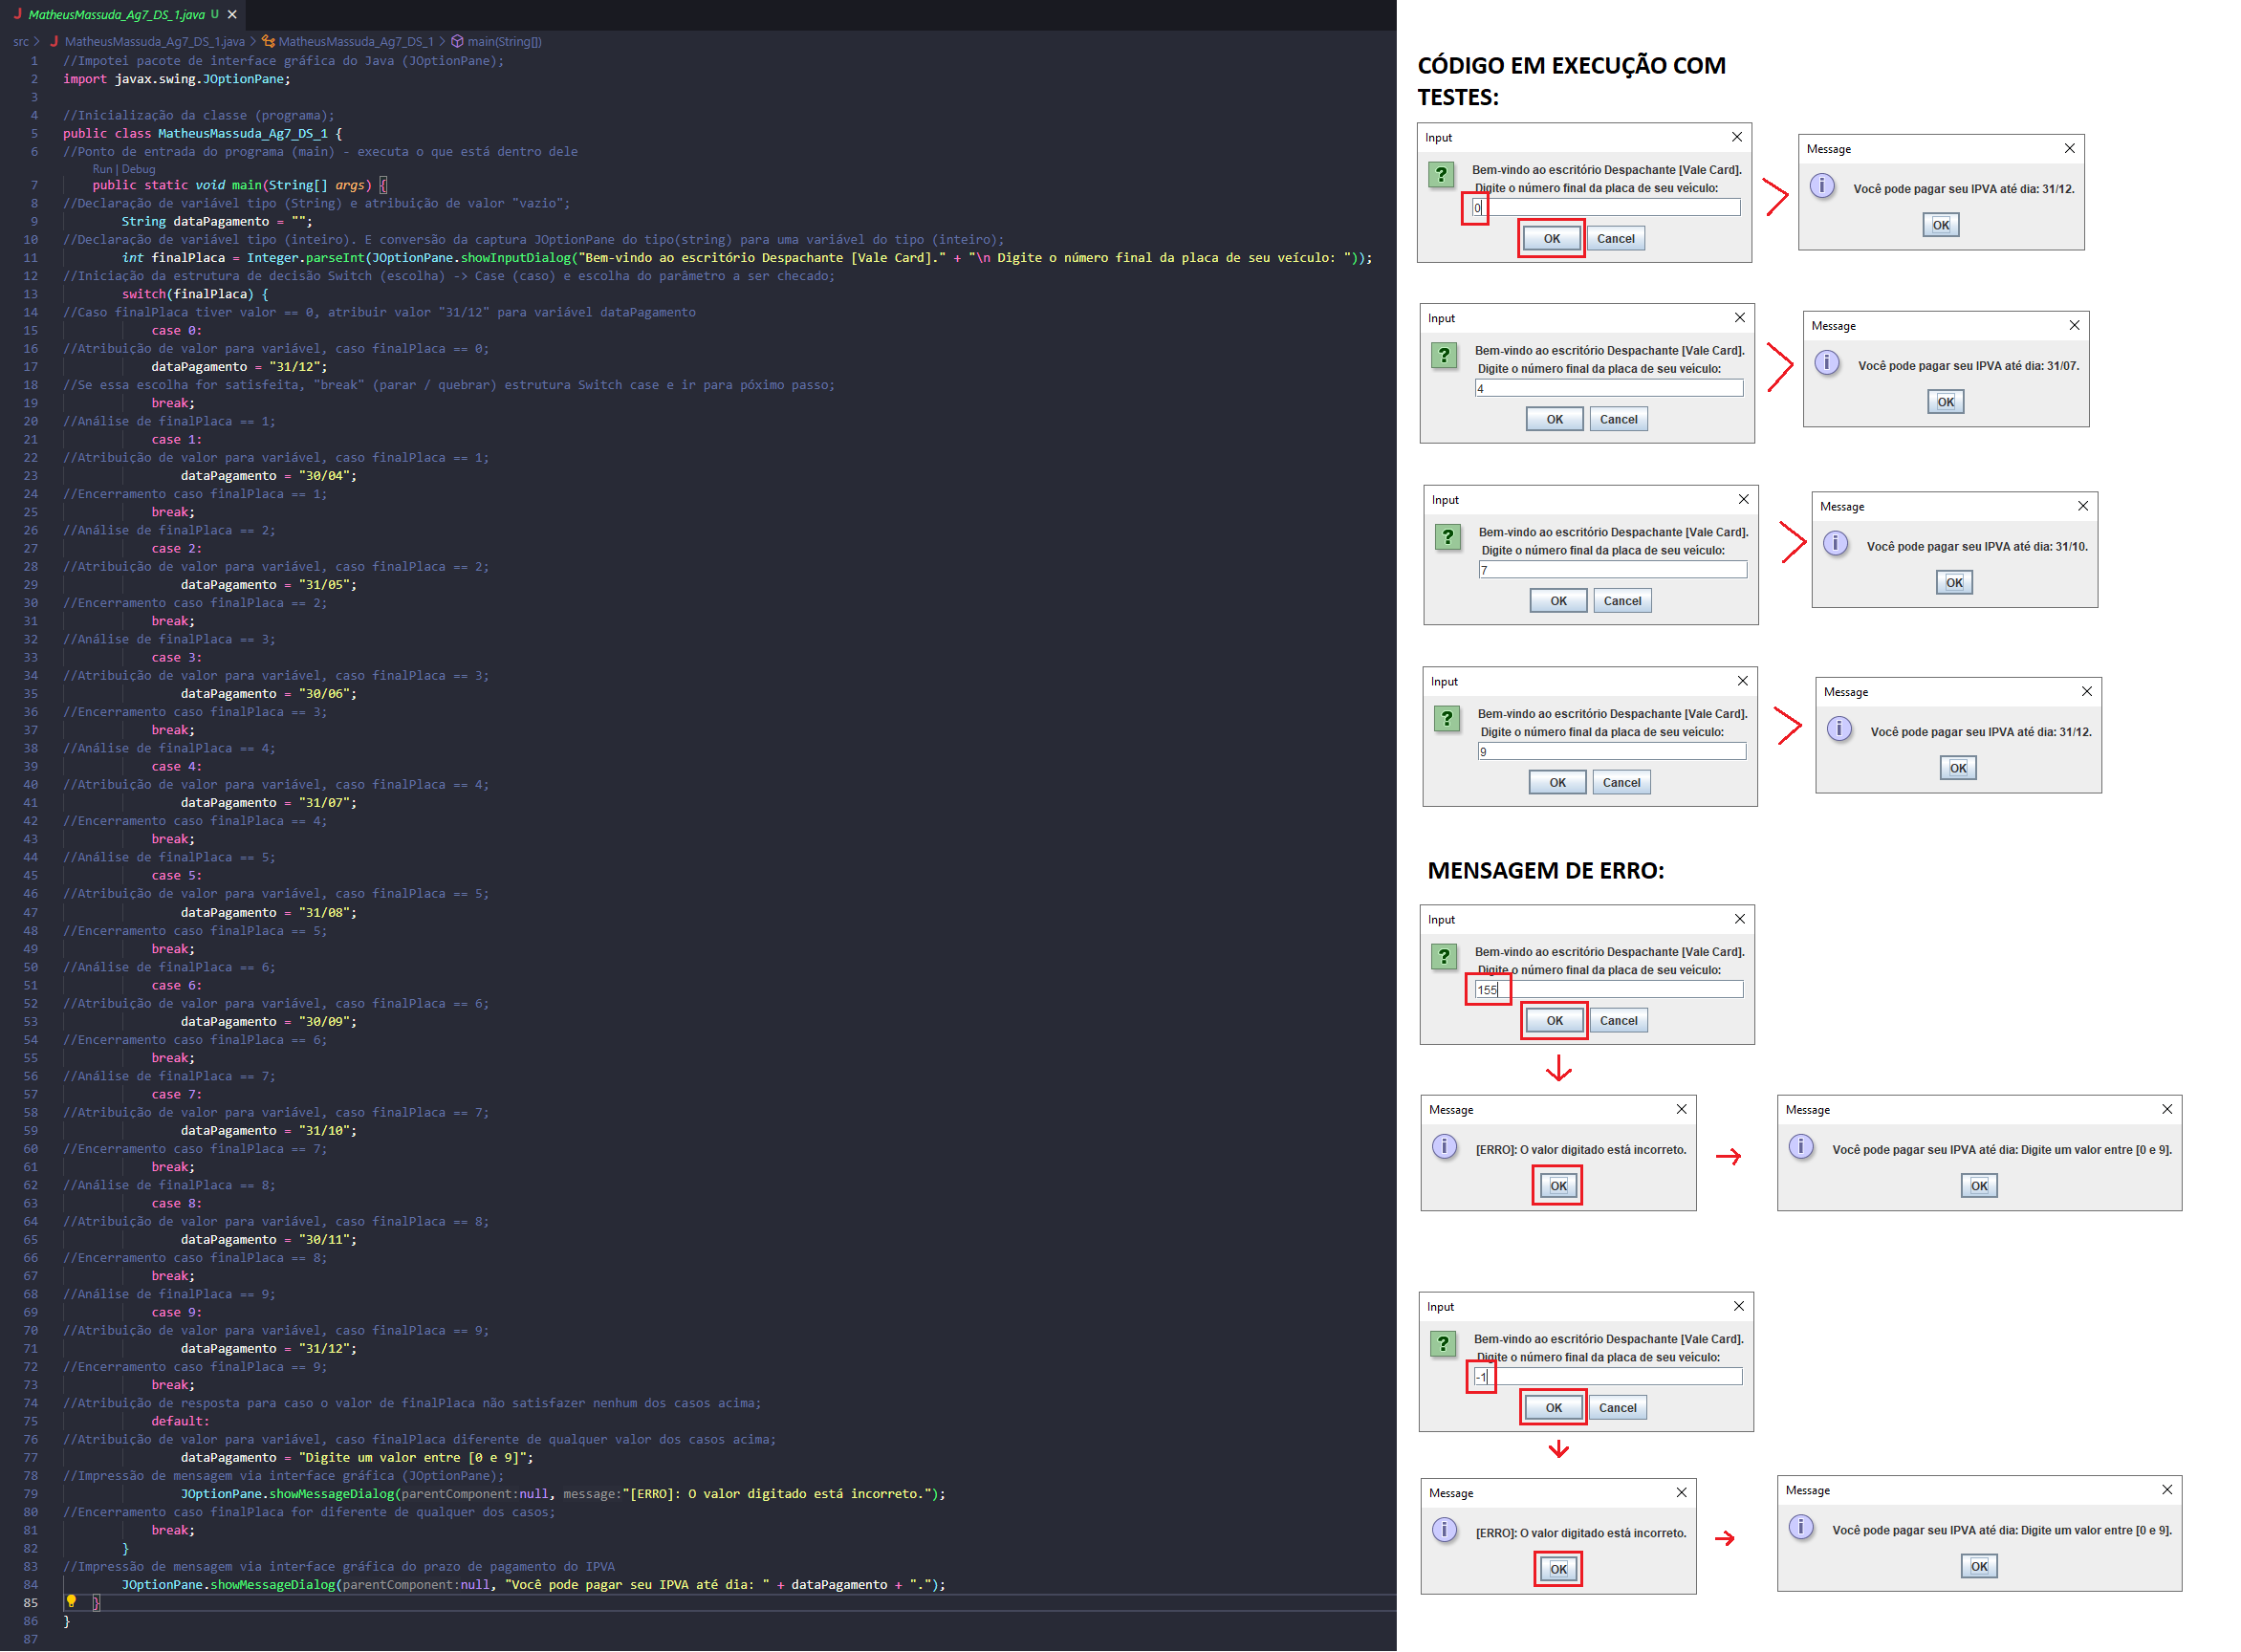 MatheusMassuda_Ag7_DS_1.java U ×
src > MatheusMassuda_Ag7_DS_1.java > MatheusMassuda_Ag7_DS_1 > main(String[])
1 //Impotei pacote de interface gráfica do Java (JOptionPane);
2 import javax.swing.JOptionPane;
3
4 //Inicialização da classe (programa);
5 public class MatheusMassuda_Ag7_DS_1 {
6 //Ponto de entrada do programa (main) - executa o que está dentro dele
Run | Debug
7 public static void main(String[] args) {
8 //Declaração de variável tipo (String) e atribuição de valor "vazio";
9 String dataPagamento = "";
10 //Declaração de variável tipo (inteiro). E conversão da captura JOptionPane do tipo(string) para uma variável do tipo (inteiro);
11 int finalPlaca = Integer.parseInt(JOptionPane.showInputDialog("Bem-vindo ao escritório Despachante [Vale Card]." + "\n Digite o número final da placa de seu veículo: "));
12 //Iniciação da estrutura de decisão Switch (escolha) -> Case (caso) e escolha do parâmetro a ser checado;
13 switch(finalPlaca) {
14 //Caso finalPlaca tiver valor == 0, atribuir valor "31/12" para variável dataPagamento
15 case 0:
16 //Atribuição de valor para variável, caso finalPlaca == 0;
17 dataPagamento = "31/12";
18 //Se essa escolha for satisfeita, "break" (parar / quebrar) estrutura Switch case e ir para póximo passo;
19 break;
20 //Análise de finalPlaca == 1;
21 case 1:
22 //Atribuição de valor para variável, caso finalPlaca == 1;
23 dataPagamento = "30/04";
24 //Encerramento caso finalPlaca == 1;
25 break;
26 //Análise de finalPlaca == 2;
27 case 2:
28 //Atribuição de valor para variável, caso finalPlaca == 2;
29 dataPagamento = "31/05";
30 //Encerramento caso finalPlaca == 2;
31 break;
32 //Análise de finalPlaca == 3;
33 case 3:
34 //Atribuição de valor para variável, caso finalPlaca == 3;
35 dataPagamento = "30/06";
36 //Encerramento caso finalPlaca == 3;
37 break;
38 //Análise de finalPlaca == 4;
39 case 4:
40 //Atribuição de valor para variável, caso finalPlaca == 4;
41 dataPagamento = "31/07";
42 //Encerramento caso finalPlaca == 4;
43 break;
44 //Análise de finalPlaca == 5;
45 case 5:
46 //Atribuição de valor para variável, caso finalPlaca == 5;
47 dataPagamento = "31/08";
48 //Encerramento caso finalPlaca == 5;
49 break;
50 //Análise de finalPlaca == 6;
51 case 6:
52 //Atribuição de valor para variável, caso finalPlaca == 6;
53 dataPagamento = "30/09";
54 //Encerramento caso finalPlaca == 6;
55 break;
56 //Análise de finalPlaca == 7;
57 case 7:
58 //Atribuição de valor para variável, caso finalPlaca == 7;
59 dataPagamento = "31/10";
60 //Encerramento caso finalPlaca == 7;
61 break;
62 //Análise de finalPlaca == 8;
63 case 8:
64 //Atribuição de valor para variável, caso finalPlaca == 8;
65 dataPagamento = "30/11";
66 //Encerramento caso finalPlaca == 8;
67 break;
68 //Análise de finalPlaca == 9;
69 case 9:
70 //Atribuição de valor para variável, caso finalPlaca == 9;
71 dataPagamento = "31/12";
72 //Encerramento caso finalPlaca == 9;
73 break;
74 //Atribuição de resposta para caso o valor de finalPlaca não satisfazer nenhum dos casos acima;
75 default:
76 //Atribuição de valor para variável, caso finalPlaca diferente de qualquer valor dos casos acima;
77 dataPagamento = "Digite um valor entre [0 e 9]";
78 //Impressão de mensagem via interface gráfica (JOptionPane);
79 JOptionPane.showMessageDialog(parentComponent:null, message:"[ERRO]: O valor digitado está incorreto.");
80 //Encerramento caso finalPlaca for diferente de qualquer dos casos;
81 break;
82 }
83 //Impressão de mensagem via interface gráfica do prazo de pagamento do IPVA
84 JOptionPane.showMessageDialog(parentComponent:null, "Você pode pagar seu IPVA até dia: " + dataPagamento + ".");
85 }
86 }
87
CÓDIGO EM EXECUÇÃO COM
TESTES:
Input
Bem-vindo ao escritório Despachante [Vale Card].
Digite o número final da placa de seu veículo:
0
OK Cancel
Message
Você pode pagar seu IPVA até dia: 31/12.
OK
Input
Bem-vindo ao escritório Despachante [Vale Card].
Digite o número final da placa de seu veículo:
4
OK Cancel
Message
Você pode pagar seu IPVA até dia: 31/07.
OK
Input
Bem-vindo ao escritório Despachante [Vale Card].
Digite o número final da placa de seu veículo:
7
OK Cancel
Message
Você pode pagar seu IPVA até dia: 31/10.
OK
Input
Bem-vindo ao escritório Despachante [Vale Card].
Digite o número final da placa de seu veículo:
9
OK Cancel
Message
Você pode pagar seu IPVA até dia: 31/12.
OK
MENSAGEM DE ERRO:
Input
Bem-vindo ao escritório Despachante [Vale Card].
Digite o número final da placa de seu veículo:
155
OK Cancel
Message
[ERRO]: O valor digitado está incorreto.
OK
Message
Você pode pagar seu IPVA até dia: Digite um valor entre [0 e 9].
OK
Input
Bem-vindo ao escritório Despachante [Vale Card].
Digite o número final da placa de seu veículo:
-1
OK Cancel
Message
[ERRO]: O valor digitado está incorreto.
OK
Message
Você pode pagar seu IPVA até dia: Digite um valor entre [0 e 9].
OK